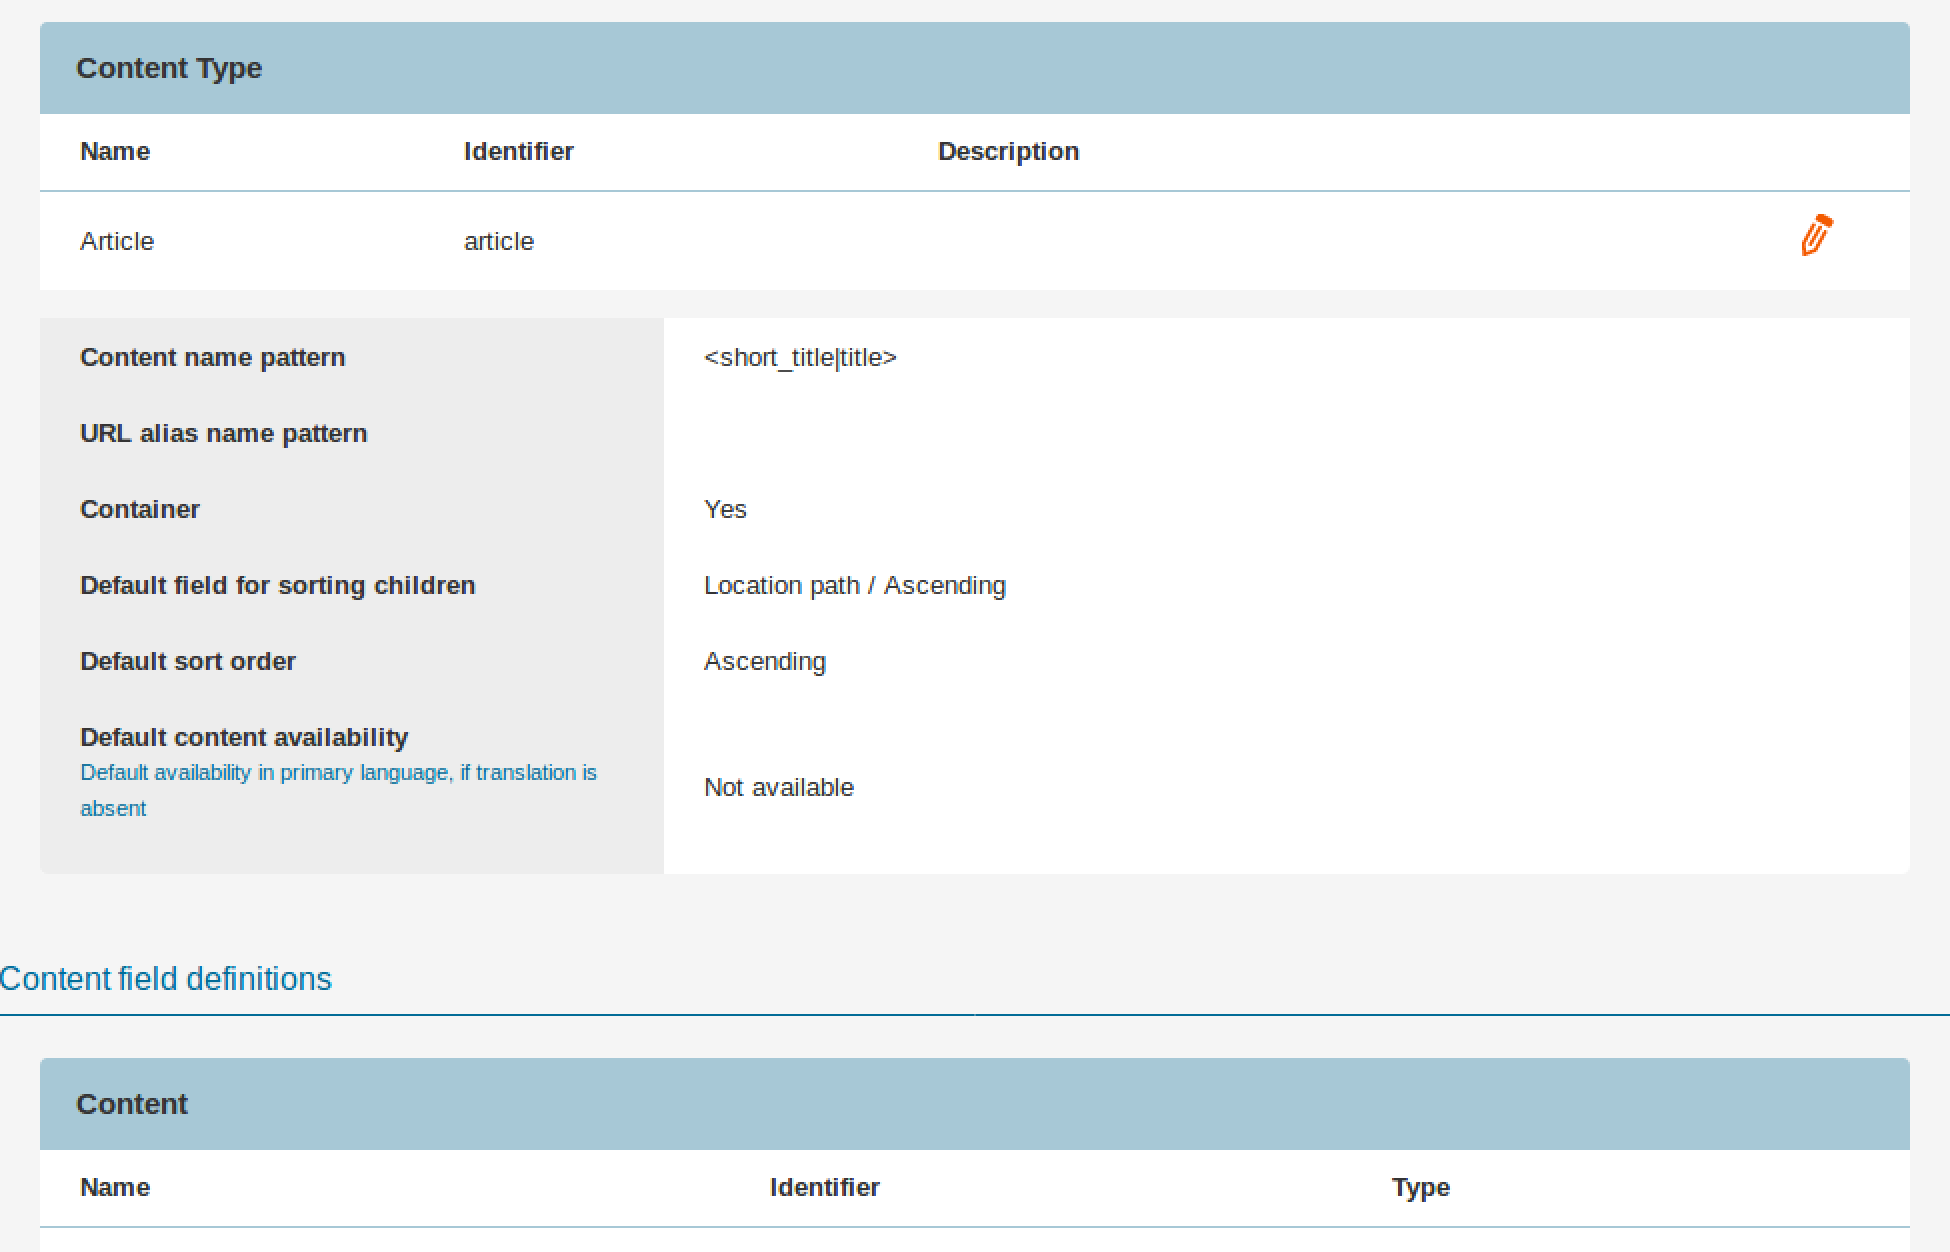 Content Type
Name Identifier Description
Article article
Content name pattern <short_title|title>
URL alias name pattern
Container Yes
Default field for sorting children Location path / Ascending
Default sort order Ascending
Default content availability
Default availability in primary language, if translation is
absent
Not available
Content field definitions
Content
Name Identifier Type